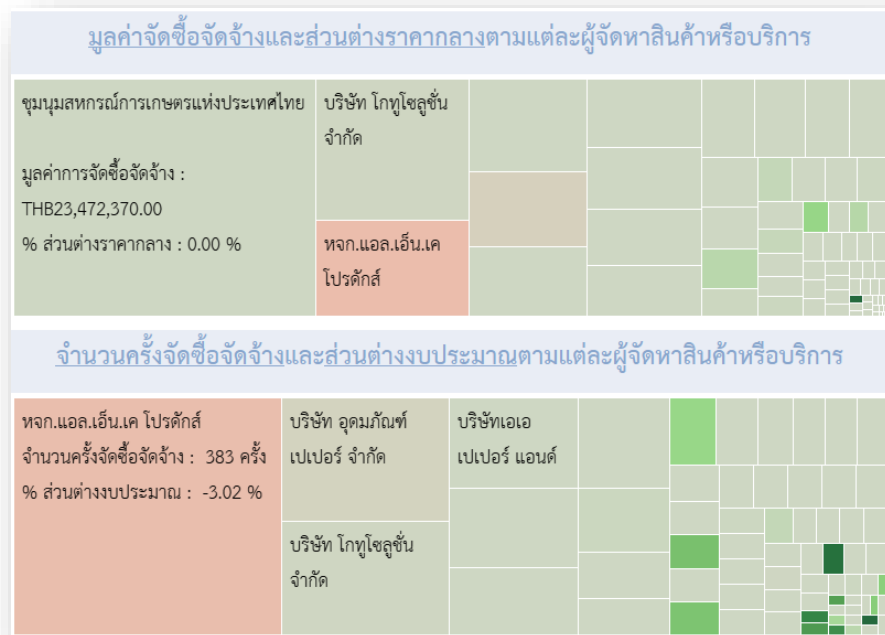 มูลค่าจัดซื้อจัดจ้างและส่วนต่างราคากลางตามแต่ละผู้จัดหาสินค้าหรือบริการ
ชุมนุมสหกรณ์การเกษตรแห่งประเทศไทย
มูลค่าการจัดซื้อจัดจ้าง :
THB23,472,370.00
% ส่วนต่างราคากลาง : 0.00 %
บริษัท โกทูโซลูชั่น
จำกัด
หจก.แอล.เอ็น.เค
โปรดักส์
จำนวนครั้งจัดซื้อจัดจ้างและส่วนต่างงบประมาณตามแต่ละผู้จัดหาสินค้าหรือบริการ
หจก.แอล.เอ็น.เค โปรดักส์
จำนวนครั้งจัดซื้อจัดจ้าง : 383 ครั้ง
% ส่วนต่างงบประมาณ : -3.02 %
บริษัท อุดมภัณฑ์
เปเปอร์ จำกัด
บริษัท โกทูโซลูชั่น
จำกัด
บริษัทเอเอ
เปเปอร์ แอนด์